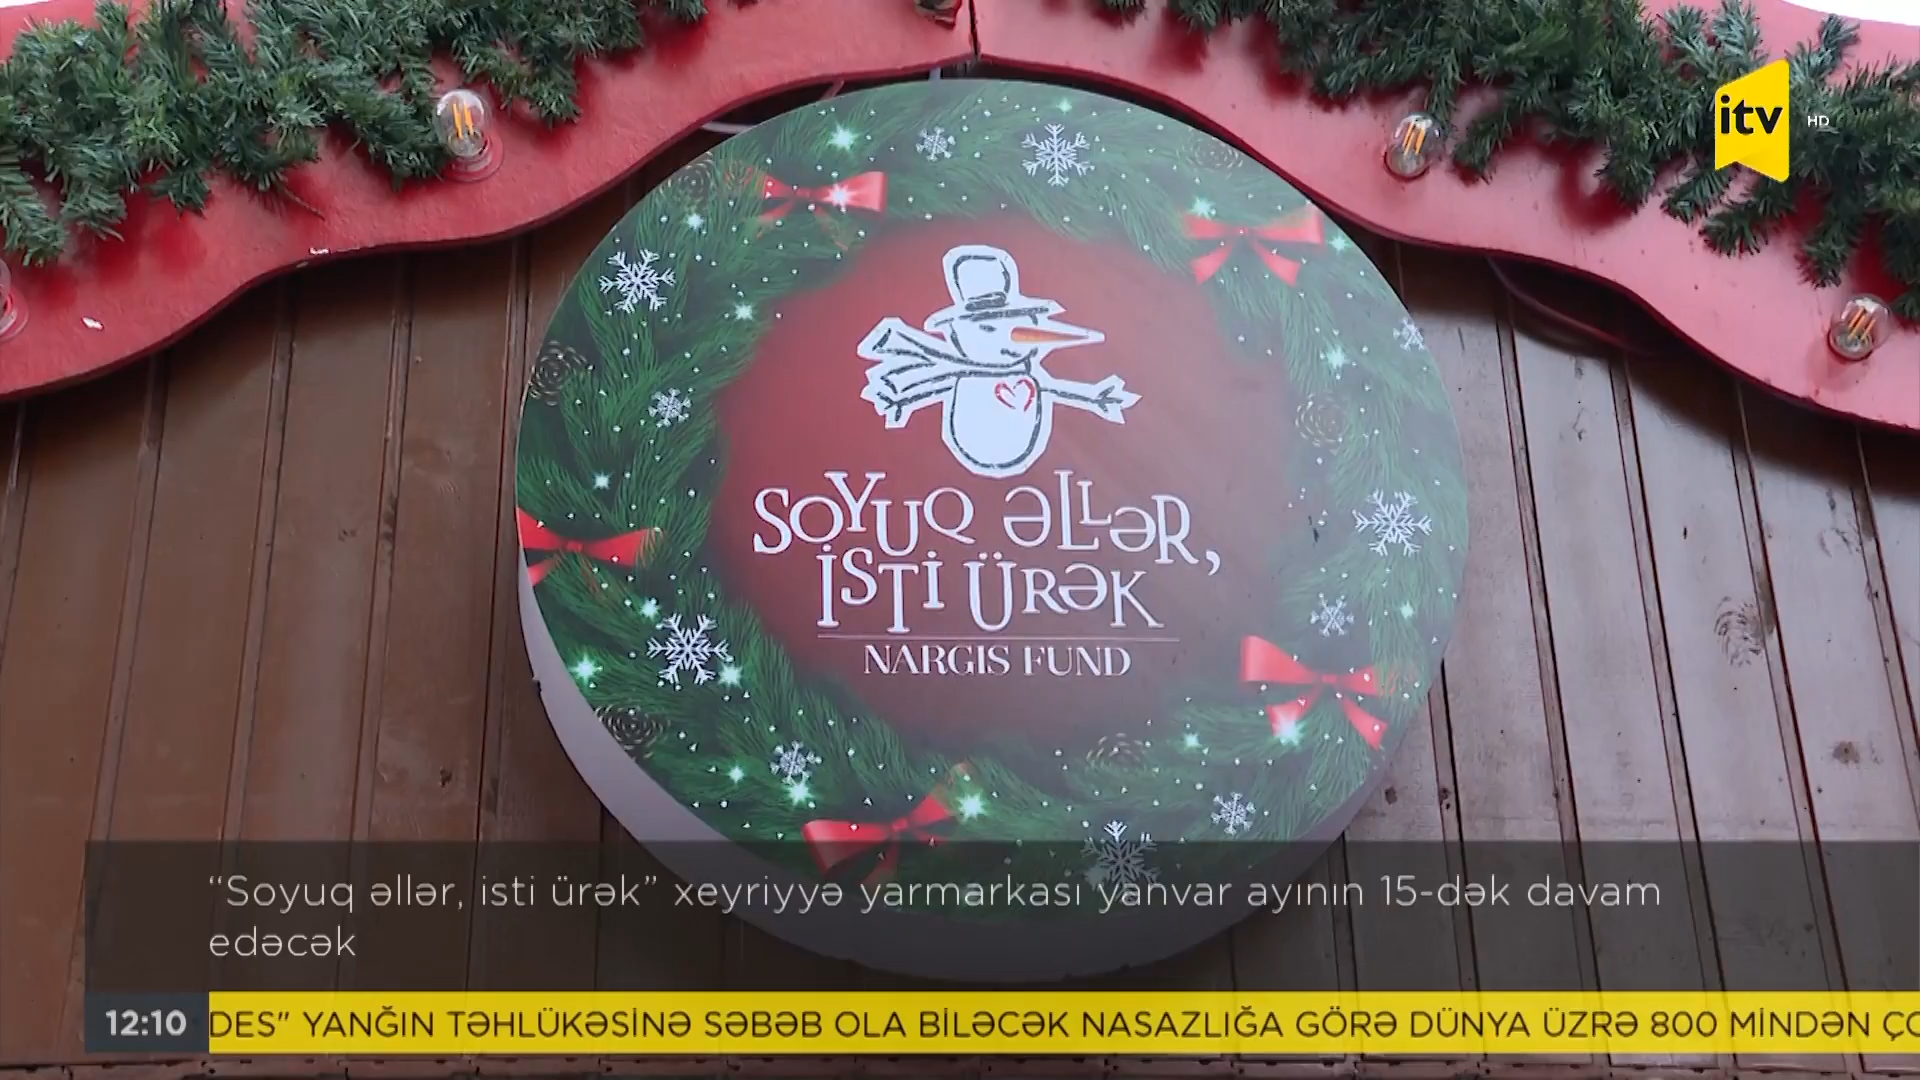 itv HD
SOYUQ ƏLLƏR,
İSTİ ÜRƏK
NARGIS FUND
“Soyuq əllər, isti ürək” xeyriyyə yarmarkası yanvar ayının 15-dək davam
edəcək
12:10 DES" YANĞIN TƏHLÜKƏSİNƏ SƏBƏB OLA BİLƏCƏK NASAZLIĞA GÖRƏ DÜNYA ÜZRƏ 800 MİNDƏN ÇO